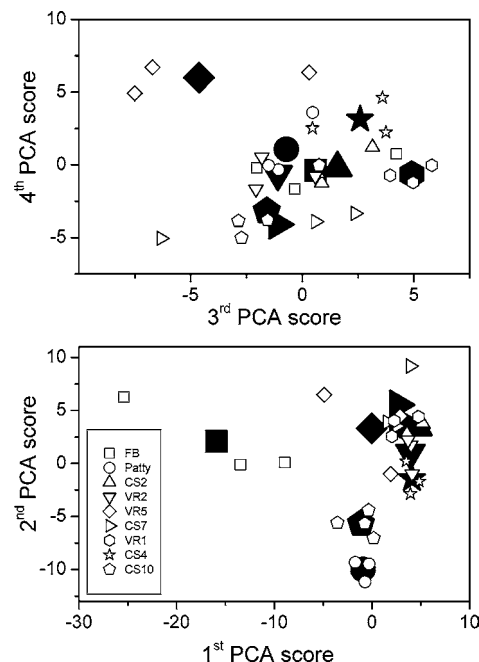 10
5
0
-5
4th PCA score
-5 0 5
3rd PCA score
10
5
0
-5
-10
2nd PCA score
FB
Patty
CS2
VR2
VR5
CS7
VR1
CS4
CS10
-30 -20 -10 0 10
1st PCA score